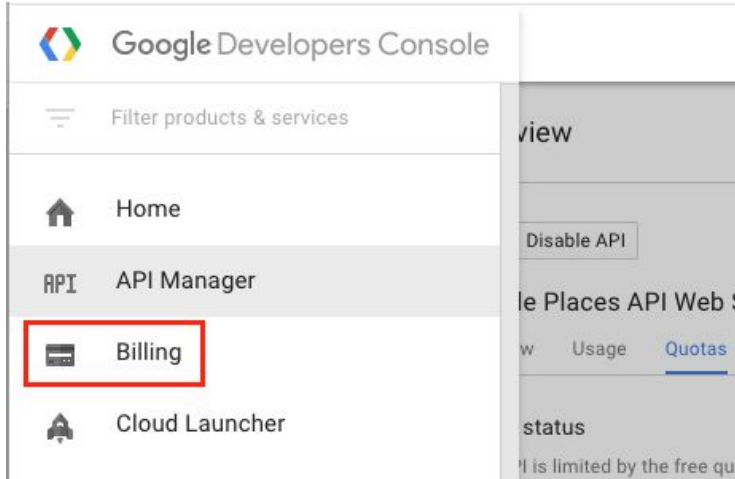 Google Developers Console
Filter products & services
Home
API
API Manager
Billing
Cloud Launcher
view
Disable API
le Places API Web
w
Usage
Quotas
status
PI is limited by the free qu